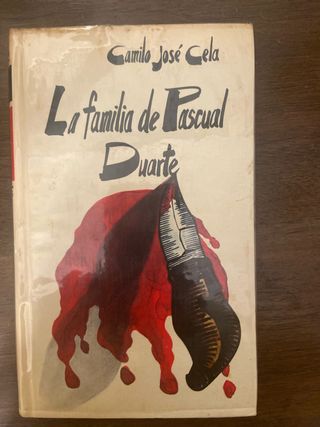 Camilo José Cela
La familia de Pascual
Duarte